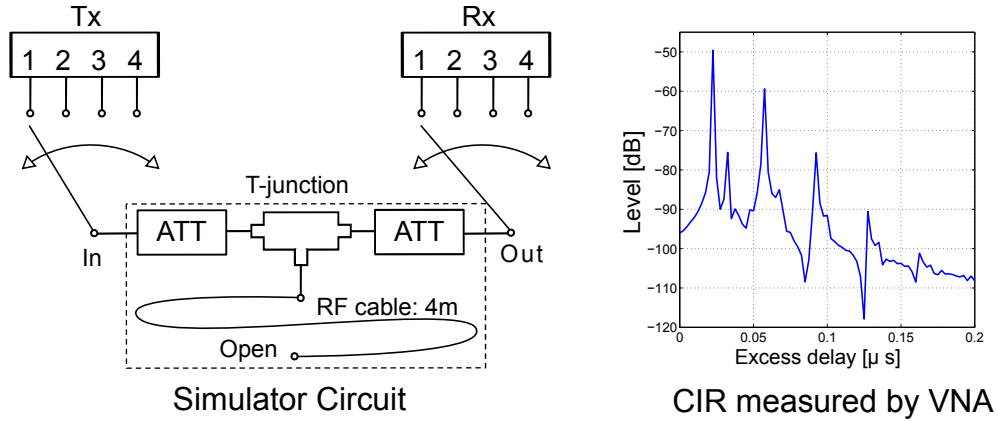 Tx
1 2 3 4
Rx
1 2 3 4
T-junction
ATT
ATT
In
Out
RF cable: 4m
Open
Simulator Circuit
−50
−60
−70
−80
−90
−100
−110
−120
Level [dB]
0 0.05 0.1 0.15 0.2
Excess delay [μ s]
CIR measured by VNA